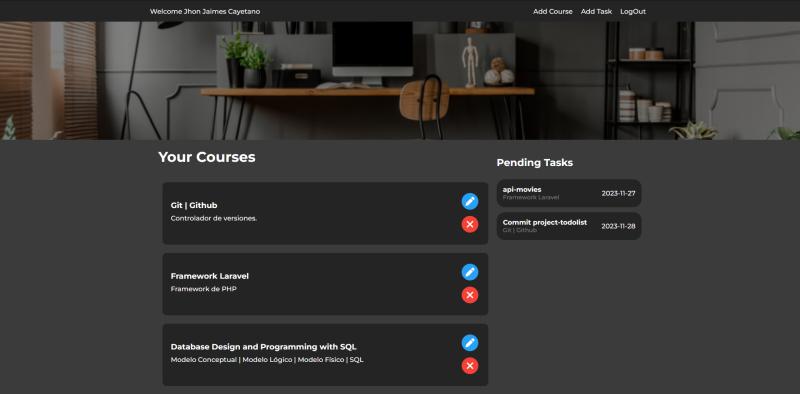 Welcome Jhon Jaimes Cayetano
Add Course
Add Task
LogOut
Your Courses
Git | Github
Controlador de versiones.
Framework Laravel
Framework de PHP
Database Design and Programming with SQL
Modelo Conceptual | Modelo Lógico | Modelo Físico | SQL
Pending Tasks
api-movies
Framework Laravel
2023-11-27
Commit project-todolist
Git | Github
2023-11-28